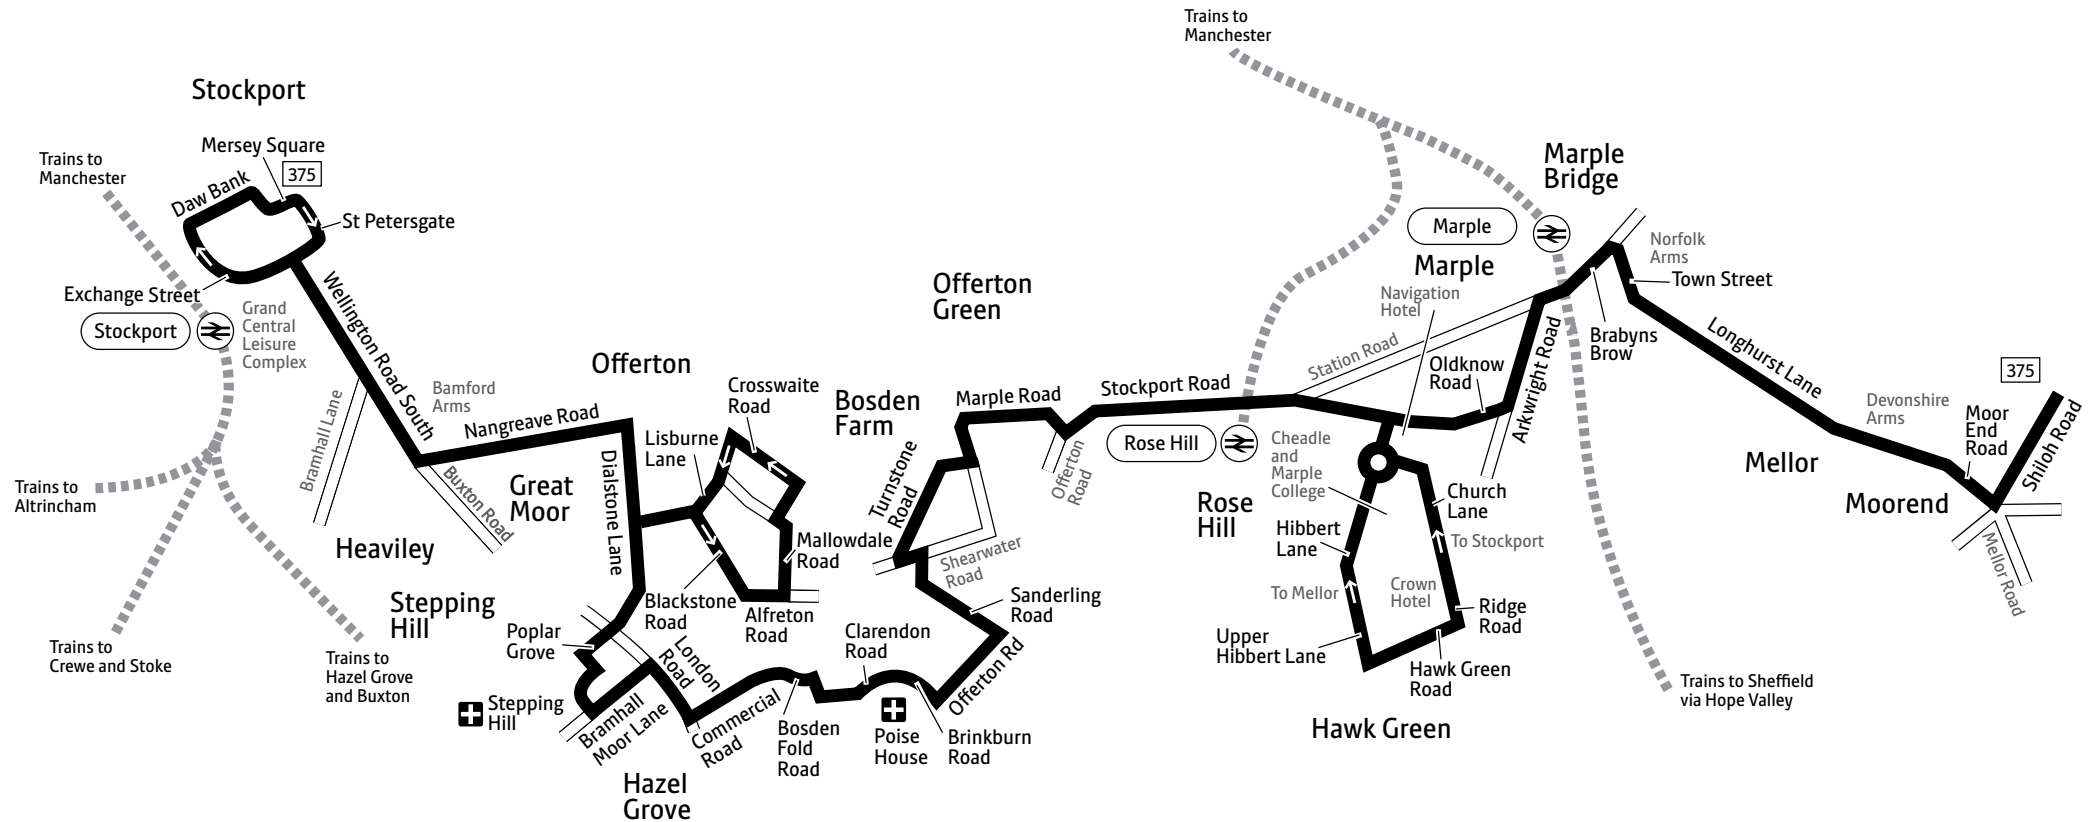 Trains to
Manchester
Stockport
Mersey Square
375
Trains to
Manchester
Daw Bank
St Petersgate
Exchange Street
Stockport
Grand
Central
Leisure
Complex
Wellington Road South
Bramhall Lane
Bamford
Arms
Nangreave Road
Buxton Road
Heaviley
Great
Moor
Trains to
Altrincham
Trains to
Crewe and Stoke
Trains to
Hazel Grove
and Buxton
Offerton
Dialstone Lane
Lisburne
Lane
Crosswaite
Road
Mallowdale
Road
Blackstone
Road
Alfreton
Road
Stepping
Hill
Poplar
Grove
Stepping
Hill
London
Road
Bramhall
Moor Lane
Hazel
Grove
Commercial
Road
Bosden
Fold
Road
Clarendon
Road
Poise
House
Brinkburn
Road
Offerton Rd
Sanderling
Road
Shearwater
Road
Turnstone
Road
Bosden
Farm
Offerton
Green
Marple Road
Offerton
Road
Stockport Road
Rose Hill
Cheadle
and
Marple
College
Rose
Hill
Station Road
Navigation
Hotel
Marple
Marple
Marple
Bridge
Oldknow
Road
Arkwright Road
Church
Lane
Hibbert
Lane
To Stockport
To Mellor
Crown
Hotel
Ridge
Road
Upper
Hibbert Lane
Hawk Green
Road
Hawk Green
Norfolk
Arms
Town Street
Brabyns
Brow
Longhurst Lane
Trains to Sheffield
via Hope Valley
Mellor
Devonshire
Arms
Moor
End
Road
Moorend
375
Shiloh Road
Mellor Road